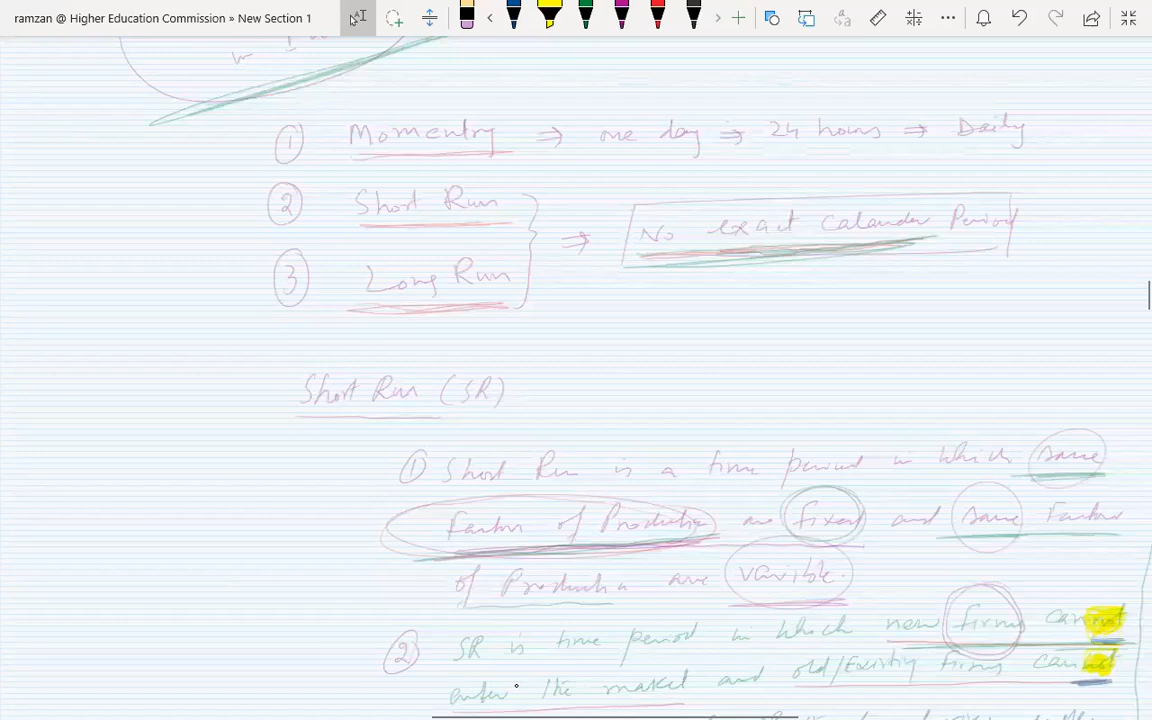 ramzan @ Higher Education Commission » New Section 1
① Momentry ⇒ one day ⇒ 24 hours ⇒ Daily
② Short Run
No exact Calander Period
③ Long Run
Short Run (SR)
① Short Run is a time period in which some
Factor of Production are fixed and some Factor
of Production are varible.
② SR is time period in which new firms cannot
enter the market and old/Existing firms cannot